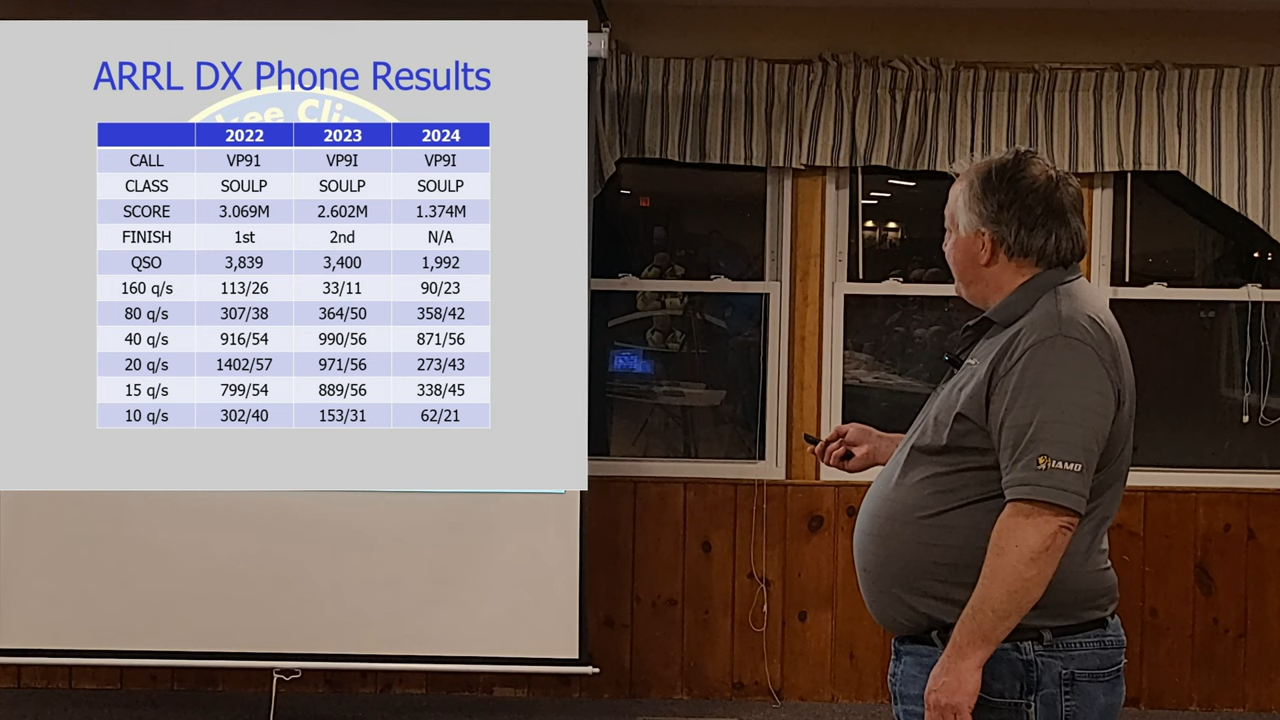 ARRL DX Phone Results
kee Cli
2022 2023 2024
CALL VP91 VP9I VP9I
CLASS SOULP SOULP SOULP
SCORE 3.069M 2.602M 1.374M
FINISH 1st 2nd N/A
QSO 3,839 3,400 1,992
160 q/s 113/26 33/11 90/23
80 q/s 307/38 364/50 358/42
40 q/s 916/54 990/56 871/56
20 q/s 1402/57 971/56 273/43
15 q/s 799/54 889/56 338/45
10 q/s 302/40 153/31 62/21
IAMO